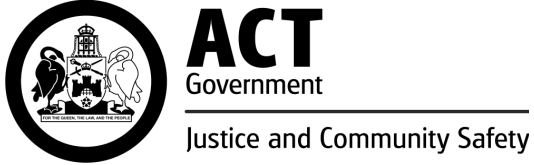 ACT
Government
Justice and Community Safety
FOR THE QUEEN, THE LAW, AND THE PEOPLE